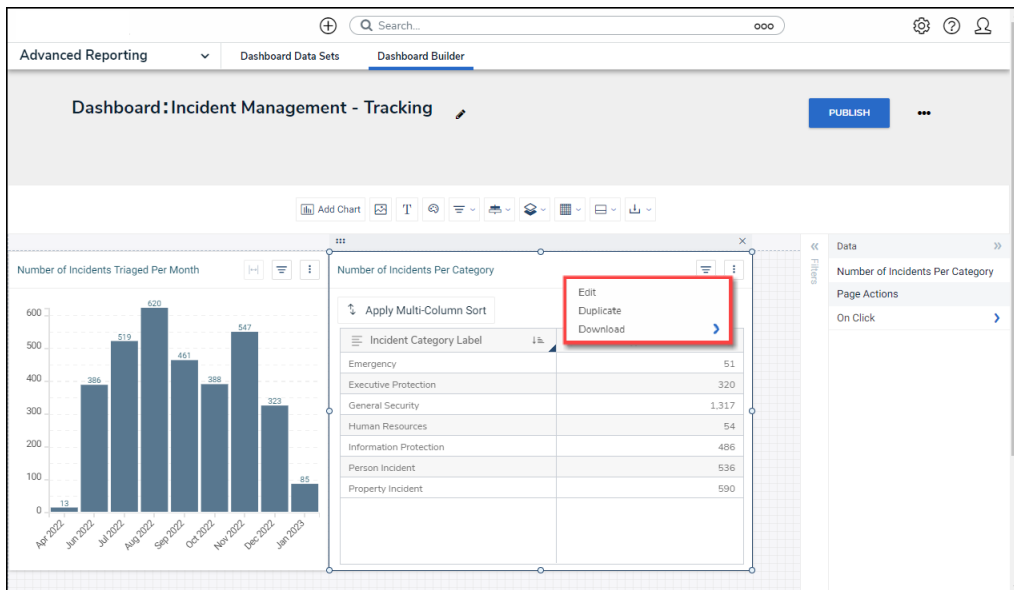 Search...
Advanced Reporting
Dashboard Data Sets
Dashboard Builder
Dashboard:Incident Management - Tracking
PUBLISH
Add Chart
T
Number of Incidents Triaged Per Month
600
500
400
300
200
100
0
13
386
519
620
461
388
547
323
85
Apr 2022
Jun 2022
Jul 2022
Aug 2022
Sep 2022
Oct 2022
Nov 2022
Dec 2022
Jan 2023
Number of Incidents Per Category
Edit
Duplicate
Download
Apply Multi-Column Sort
Incident Category Label
Emergency 51
Executive Protection 320
General Security 1,317
Human Resources 54
Information Protection 486
Person Incident 536
Property Incident 590
Filters
Data
Number of Incidents Per Category
Page Actions
On Click